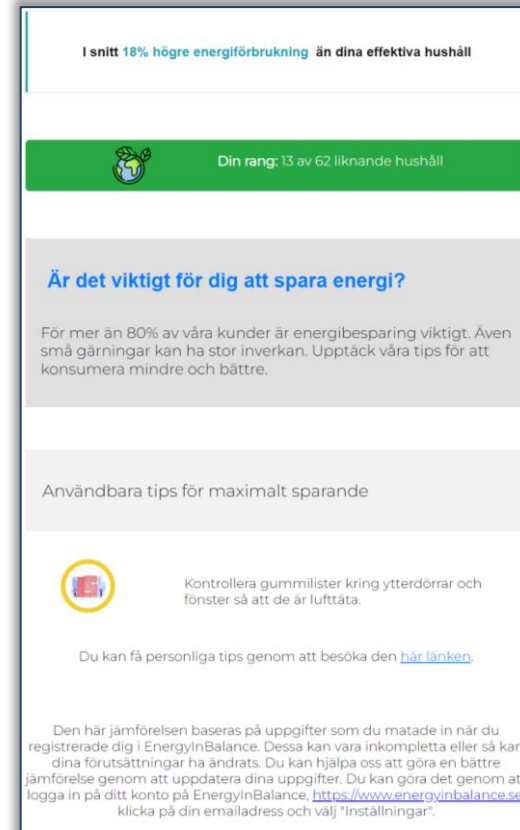 I snitt 18% högre energiförbrukning än dina effektiva hushåll
Din rang: 13 av 62 liknande hushåll
Är det viktigt för dig att spara energi?
För mer än 80% av våra kunder är energibesparing viktigt. Även
små gärningar kan ha stor inverkan. Upptäck våra tips för att
konsumera mindre och bättre.
Användbara tips för maximalt sparande
Kontrollera gummilister kring ytterdörrar och
fönster så att de är lufttäta.
Du kan få personliga tips genom att besöka den här länken.
Den här jämförelsen baseras på uppgifter som du matade in när du
registrerade dig i EnergyInBalance. Dessa kan vara inkompletta eller så kan
dina förutsättningar ha ändrats. Du kan hjälpa oss att göra en bättre
jämförelse genom att uppdatera dina uppgifter. Du kan göra det genom att
logga in på ditt konto på EnergyInBalance, https://www.energyinbalance.se
klicka på din emailadress och välj "Inställningar".